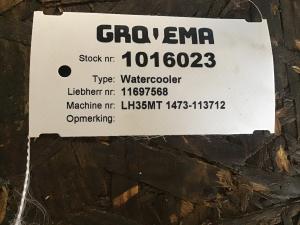 GROVEMA
Stock nr: 1016023
Type: Watercooler
Liebherr nr: 11697568
Machine nr: LH35MT 1473-113712
Opmerking: